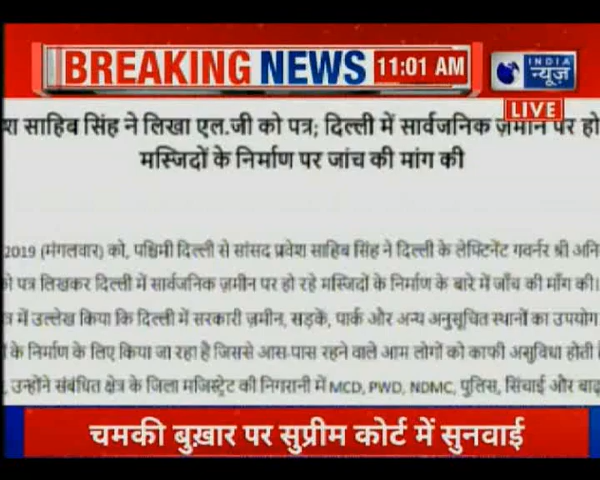 BREAKING NEWS 11:01 AM
INDIA
न्यूज़
LIVE
साहिब सिंह ने लिखा एल.जी को पत्र; दिल्ली में सार्वजनिक ज़मीन पर हो
मस्जिदों के निर्माण पर जांच की मांग की
2019 (मंगलवार) को, पश्चिमी दिल्ली से सांसद प्रवेश साहिब सिंह ने दिल्ली के लेफ्टिनेंट गवर्नर श्री अनि
पत्र लिखकर दिल्ली में सार्वजनिक ज़मीन पर हो रहे मस्जिदों के निर्माण के बारे में जाँच की माँग की।
में उल्लेख किया कि दिल्ली में सरकारी ज़मीन, सड़कें, पार्क और अन्य अनुसूचित स्थानों का उपयोग
के निर्माण के लिए किया जा रहा है जिससे आस-पास रहने वाले आम लोगों को काफी असुविधा होती है
उन्होंने संबंधित क्षेत्र के जिला मजिस्ट्रेट की निगरानी में MCD, PWD, NDMC, पुलिस, सिंचाई और बाढ़
चमकी बुख़ार पर सुप्रीम कोर्ट में सुनवाई